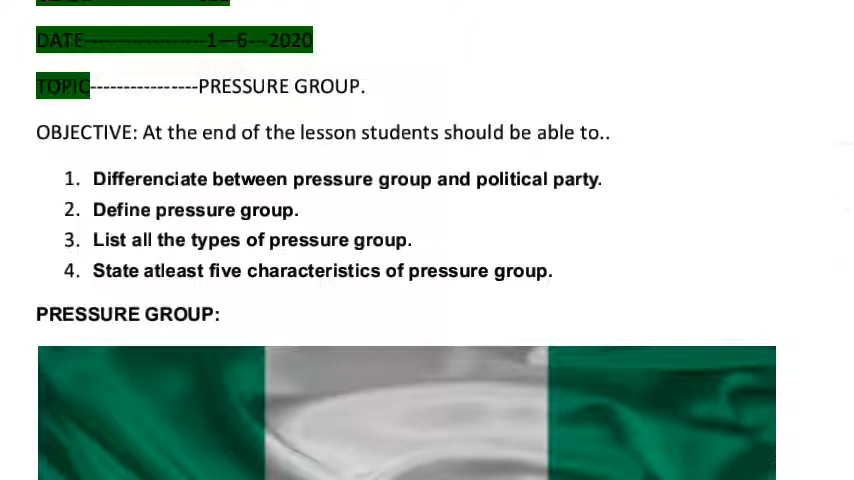 DATE------------------1—6---2020
TOPIC----------------PRESSURE GROUP.
OBJECTIVE: At the end of the lesson students should be able to..
1. Differenciate between pressure group and political party.
2. Define pressure group.
3. List all the types of pressure group.
4. State atleast five characteristics of pressure group.
PRESSURE GROUP: